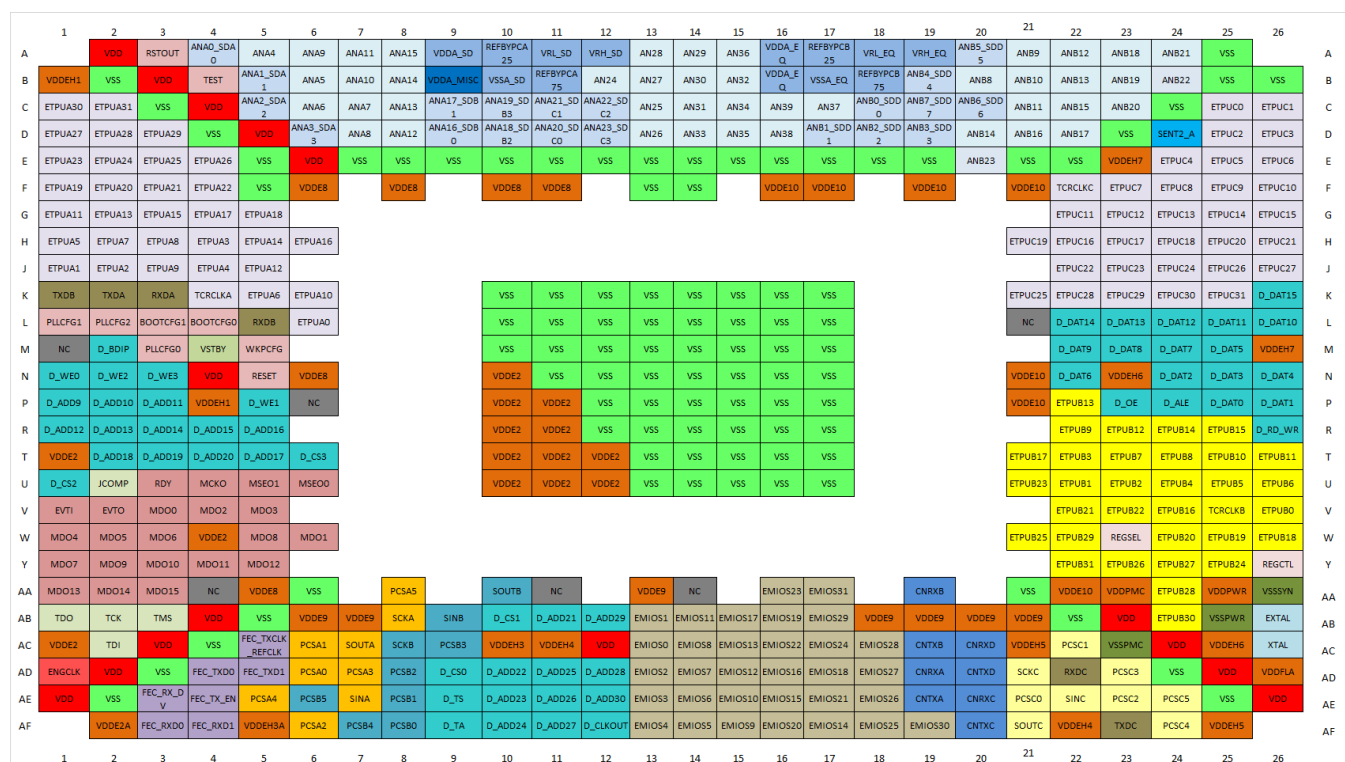 1 2 3 4 5 6 7 8 9 10 11 12 13 14 15 16 17 18 19 20 21 22 23 24 25 26
A VDD RSTOUT ANA0_SDA0 ANA4 ANA9 ANA11 ANA15 VDDA_SD REFBYPCA25 VRL_SD VRH_SD AN28 AN29 AN36 VDDA_EQ REFBYPCB25 VRL_EQ VRH_EQ ANB5_SDD5 ANB9 ANB12 ANB18 ANB21 VSS A
B VDDEH1 VSS VDD TEST ANA1_SDA1 ANA5 ANA10 ANA14 VDDA_MISC VSSA_SD REFBYPCA75 AN24 AN27 AN30 AN32 VDDA_EQ VSSA_EQ REFBYPCB75 ANB4_SDD4 ANB8 ANB10 ANB13 ANB19 ANB22 VSS VSS B
C ETPUA30 ETPUA31 VSS VDD ANA2_SDA2 ANA6 ANA7 ANA13 ANA17_SDB1 ANA19_SDB3 ANA21_SDC1 ANA22_SDC2 AN25 AN31 AN34 AN39 AN37 ANB0_SDD0 ANB7_SDD7 ANB6_SDD6 ANB11 ANB15 ANB20 VSS ETPUC0 ETPUC1 C
D ETPUA27 ETPUA28 ETPUA29 VSS VDD ANA3_SDA3 ANA8 ANA12 ANA16_SDB0 ANA18_SDB2 ANA20_SDC0 ANA23_SDC3 AN26 AN33 AN35 AN38 ANB1_SDD1 ANB2_SDD2 ANB3_SDD3 ANB14 ANB16 ANB17 VSS SENT2_A ETPUC2 ETPUC3 D
E ETPUA23 ETPUA24 ETPUA25 ETPUA26 VSS VDD VSS VSS VSS VSS VSS VSS VSS VSS VSS VSS VSS VSS VSS ANB23 VSS VSS VDDEH7 ETPUC4 ETPUC5 ETPUC6 E
F ETPUA19 ETPUA20 ETPUA21 ETPUA22 VSS VDDE8 VDDE8 VDDE8 VDDE8 VSS VSS VDDE10 VDDE10 VDDE10 VDDE10 TCRCLKC ETPUC7 ETPUC8 ETPUC9 ETPUC10 F
G ETPUA11 ETPUA13 ETPUA15 ETPUA17 ETPUA18 ETPUC11 ETPUC12 ETPUC13 ETPUC14 ETPUC15 G
H ETPUA5 ETPUA7 ETPUA8 ETPUA3 ETPUA14 ETPUA16 ETPUC19 ETPUC16 ETPUC17 ETPUC18 ETPUC20 ETPUC21 H
J ETPUA1 ETPUA2 ETPUA9 ETPUA4 ETPUA12 ETPUC22 ETPUC23 ETPUC24 ETPUC26 ETPUC27 J
K TXDB TXDA RXDA TCRCLKA ETPUA6 ETPUA10 VSS VSS VSS VSS VSS VSS VSS VSS ETPUC25 ETPUC28 ETPUC29 ETPUC30 ETPUC31 D_DAT15 K
L PLLCFG1 PLLCFG2 BOOTCFG1 BOOTCFG0 RXDB ETPUA0 VSS VSS VSS VSS VSS VSS VSS VSS NC D_DAT14 D_DAT13 D_DAT12 D_DAT11 D_DAT10 L
M NC D_BDIP PLLCFG0 VSTBY WKPCFG VSS VSS VSS VSS VSS VSS VSS VSS D_DAT9 D_DAT8 D_DAT7 D_DAT5 VDDEH7 M
N D_WE0 D_WE2 D_WE3 VDD RESET VDDE8 VDDE2 VSS VSS VSS VSS VSS VSS VSS VDDE10 D_DAT6 VDDEH6 D_DAT2 D_DAT3 D_DAT4 N
P D_ADD9 D_ADD10 D_ADD11 VDDEH1 D_WE1 NC VDDE2 VDDE2 VSS VSS VSS VSS VSS VSS VDDE10 ETPUB13 D_OE D_ALE D_DAT0 D_DAT1 P
R D_ADD12 D_ADD13 D_ADD14 D_ADD15 D_ADD16 VDDE2 VDDE2 VSS VSS VSS VSS VSS VSS ETPUB9 ETPUB12 ETPUB14 ETPUB15 D_RD_WR R
T VDDE2 D_ADD18 D_ADD19 D_ADD20 D_ADD17 D_CS3 VDDE2 VDDE2 VDDE2 VSS VSS VSS VSS VSS ETPUB17 ETPUB3 ETPUB7 ETPUB8 ETPUB10 ETPUB11 T
U D_CS2 JCOMP RDY MCKO MSEO1 MSEO0 VDDE2 VDDE2 VDDE2 VSS VSS VSS VSS VSS ETPUB23 ETPUB1 ETPUB2 ETPUB4 ETPUB5 ETPUB6 U
V EVTI EVTO MDO0 MDO2 MDO3 ETPUB21 ETPUB22 ETPUB16 TCRCLKB ETPUB0 V
W MDO4 MDO5 MDO6 VDDE2 MDO8 MDO1 ETPUB25 ETPUB29 REGSEL ETPUB20 ETPUB19 ETPUB18 W
Y MDO7 MDO9 MDO10 MDO11 MDO12 ETPUB31 ETPUB26 ETPUB27 ETPUB24 REGCTL Y
AA MDO13 MDO14 MDO15 NC VDDE8 VSS PCSA5 SOUTB NC VDDE9 NC EMIOS23 EMIOS31 CNRXB VSS VDDE10 VDDPMC ETPUB28 VDDPWR VSSSYN AA
AB TDO TCK TMS VDD VSS VDDE9 VDDE9 SCKA SINB D_CS1 D_ADD21 D_ADD29 EMIOS1 EMIOS11 EMIOS17 EMIOS19 EMIOS29 VDDE9 VDDE9 VDDE9 VDDE9 VSS VDD ETPUB30 VSSPWR EXTAL AB
AC VDDE2 TDI VDD VSS FEC_TXCLK_REFCLK PCSA1 SOUTA SCKB PCSB3 VDDEH3 VDDEH4 VDD EMIOS0 EMIOS8 EMIOS13 EMIOS22 EMIOS24 EMIOS28 CNTXB CNRXD VDDEH5 PCSC1 VSSPMC VDD VDDEH6 XTAL AC
AD ENGCLK VDD VSS FEC_TXD0 FEC_TXD1 PCSA0 PCSA3 PCSB2 D_CS0 D_ADD22 D_ADD25 D_ADD28 EMIOS2 EMIOS7 EMIOS12 EMIOS16 EMIOS18 EMIOS27 CNRXA CNTXD SCKC RXDC PCSC3 VSS VDD VDDFLA AD
AE VDD VSS FEC_RX_DV FEC_TX_EN PCSA4 PCSB5 SINA PCSB1 D_TS D_ADD23 D_ADD26 D_ADD30 EMIOS3 EMIOS6 EMIOS10 EMIOS15 EMIOS21 EMIOS26 CNTXA CNRXC PCSC0 SINC PCSC2 PCSC5 VSS VDD AE
AF VDDE2A FEC_RXD0 FEC_RXD1 VDDEH3A PCSA2 PCSB4 PCSB0 D_TA D_ADD24 D_ADD27 D_CLKOUT EMIOS4 EMIOS5 EMIOS9 EMIOS20 EMIOS14 EMIOS25 EMIOS30 CNTXC SOUTC VDDEH4 TXDC PCSC4 VDDEH5 AF
1 2 3 4 5 6 7 8 9 10 11 12 13 14 15 16 17 18 19 20 21 22 23 24 25 26